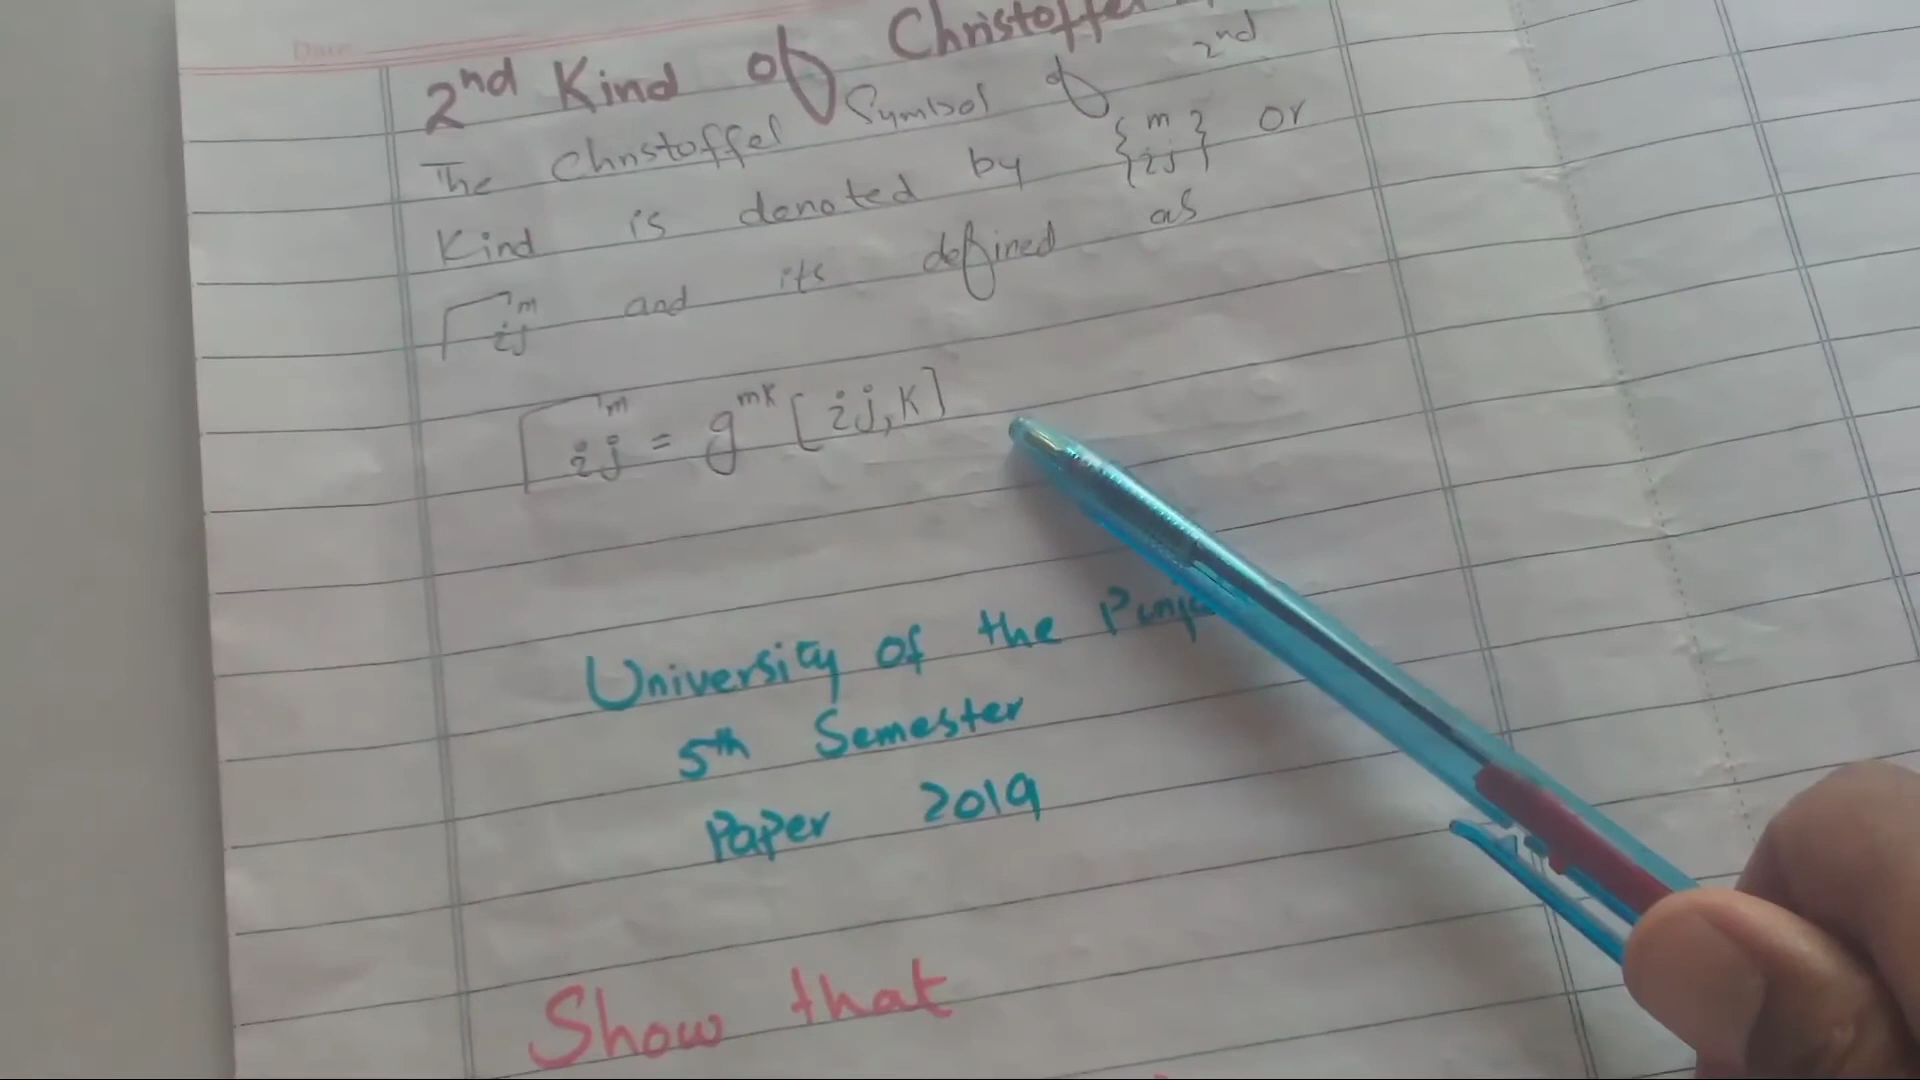 Date
2nd Kind of Christoffel
The Christoffel Symbol of 2nd
Kind is denoted by {m ij} or
Γ^m_ij and its defined as
Γ^m_ij = g^mk [ij,k]
University of the
5th Semester
Paper 2019
Show that